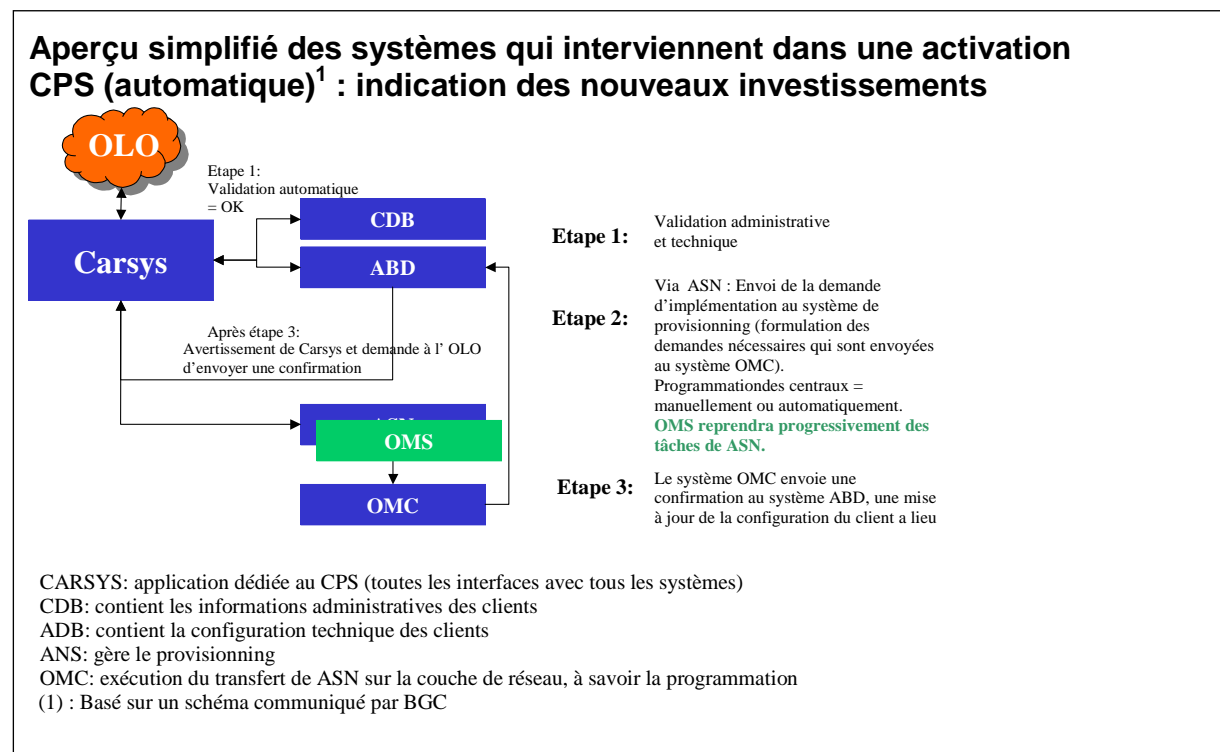 Aperçu simplifié des systèmes qui interviennent dans une activation
CPS (automatique)1 : indication des nouveaux investissements
OLO
Etape 1:
Validation automatique
= OK
Carsys
CDB
ABD
Après étape 3:
Avertissement de Carsys et demande à l' OLO
d'envoyer une confirmation
ASN
OMS
OMC
Etape 1:
Validation administrative
et technique
Etape 2:
Via ASN : Envoi de la demande
d'implémentation au système de
provisionning (formulation des
demandes nécessaires qui sont envoyées
au système OMC).
Programmationdes centraux =
manuellement ou automatiquement.
OMS reprendra progressivement des
tâches de ASN.
Etape 3:
Le système OMC envoie une
confirmation au système ABD, une mise
à jour de la configuration du client a lieu
CARSYS: application dédiée au CPS (toutes les interfaces avec tous les systèmes)
CDB: contient les informations administratives des clients
ADB: contient la configuration technique des clients
ANS: gère le provisionning
OMC: exécution du transfert de ASN sur la couche de réseau, à savoir la programmation
(1) : Basé sur un schéma communiqué par BGC